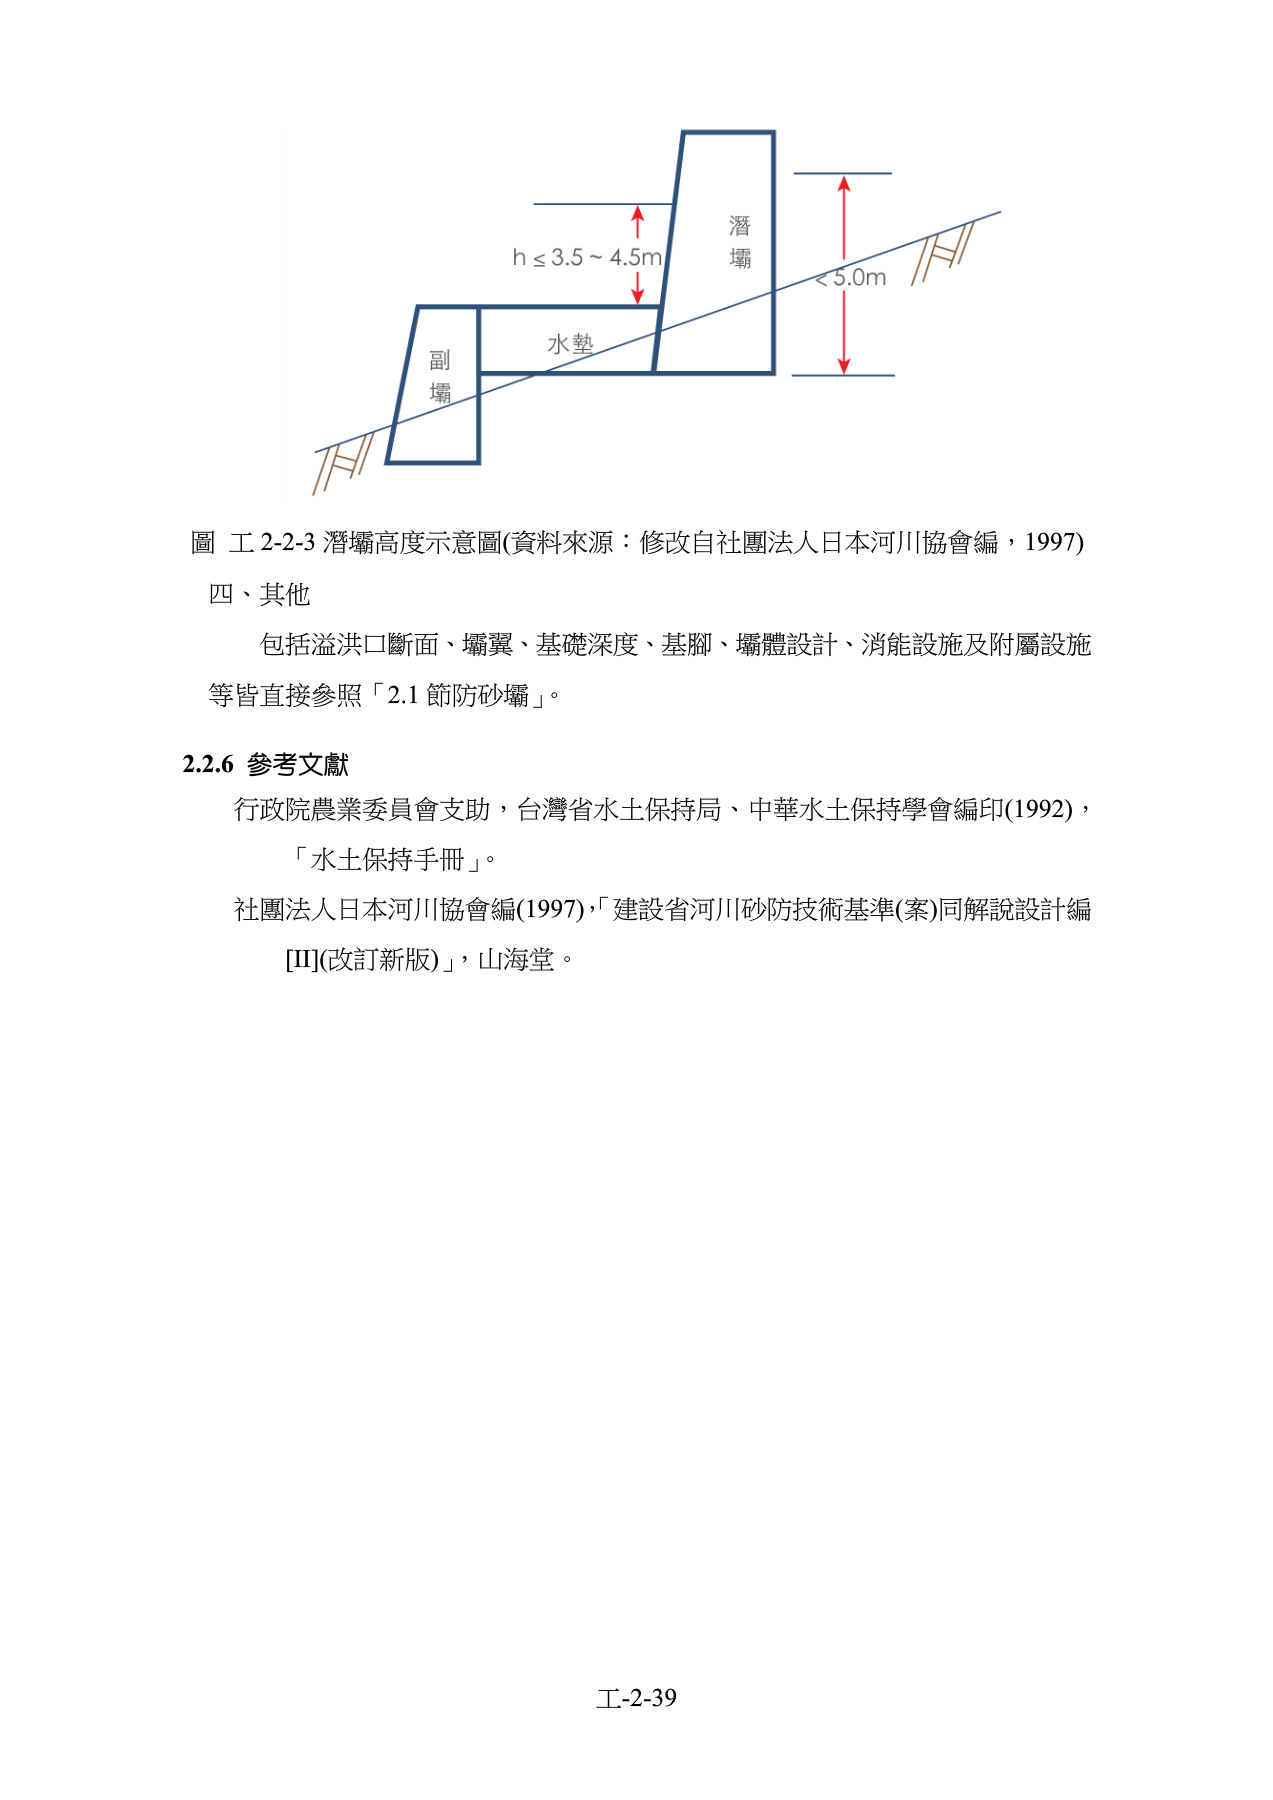 潛
壩
h ≤ 3.5 ~ 4.5m
< 5.0m
水墊
副
壩
圖 工 2-2-3 潛壩高度示意圖(資料來源：修改自社團法人日本河川協會編，1997)
四、其他
包括溢洪口斷面、壩翼、基礎深度、基腳、壩體設計、消能設施及附屬設施
等皆直接參照「2.1 節防砂壩」。
2.2.6 參考文獻
行政院農業委員會支助，台灣省水土保持局、中華水土保持學會編印(1992)，
「水土保持手冊」。
社團法人日本河川協會編(1997)，「建設省河川砂防技術基準(案)同解說設計編
[II](改訂新版)」，山海堂。
工-2-39